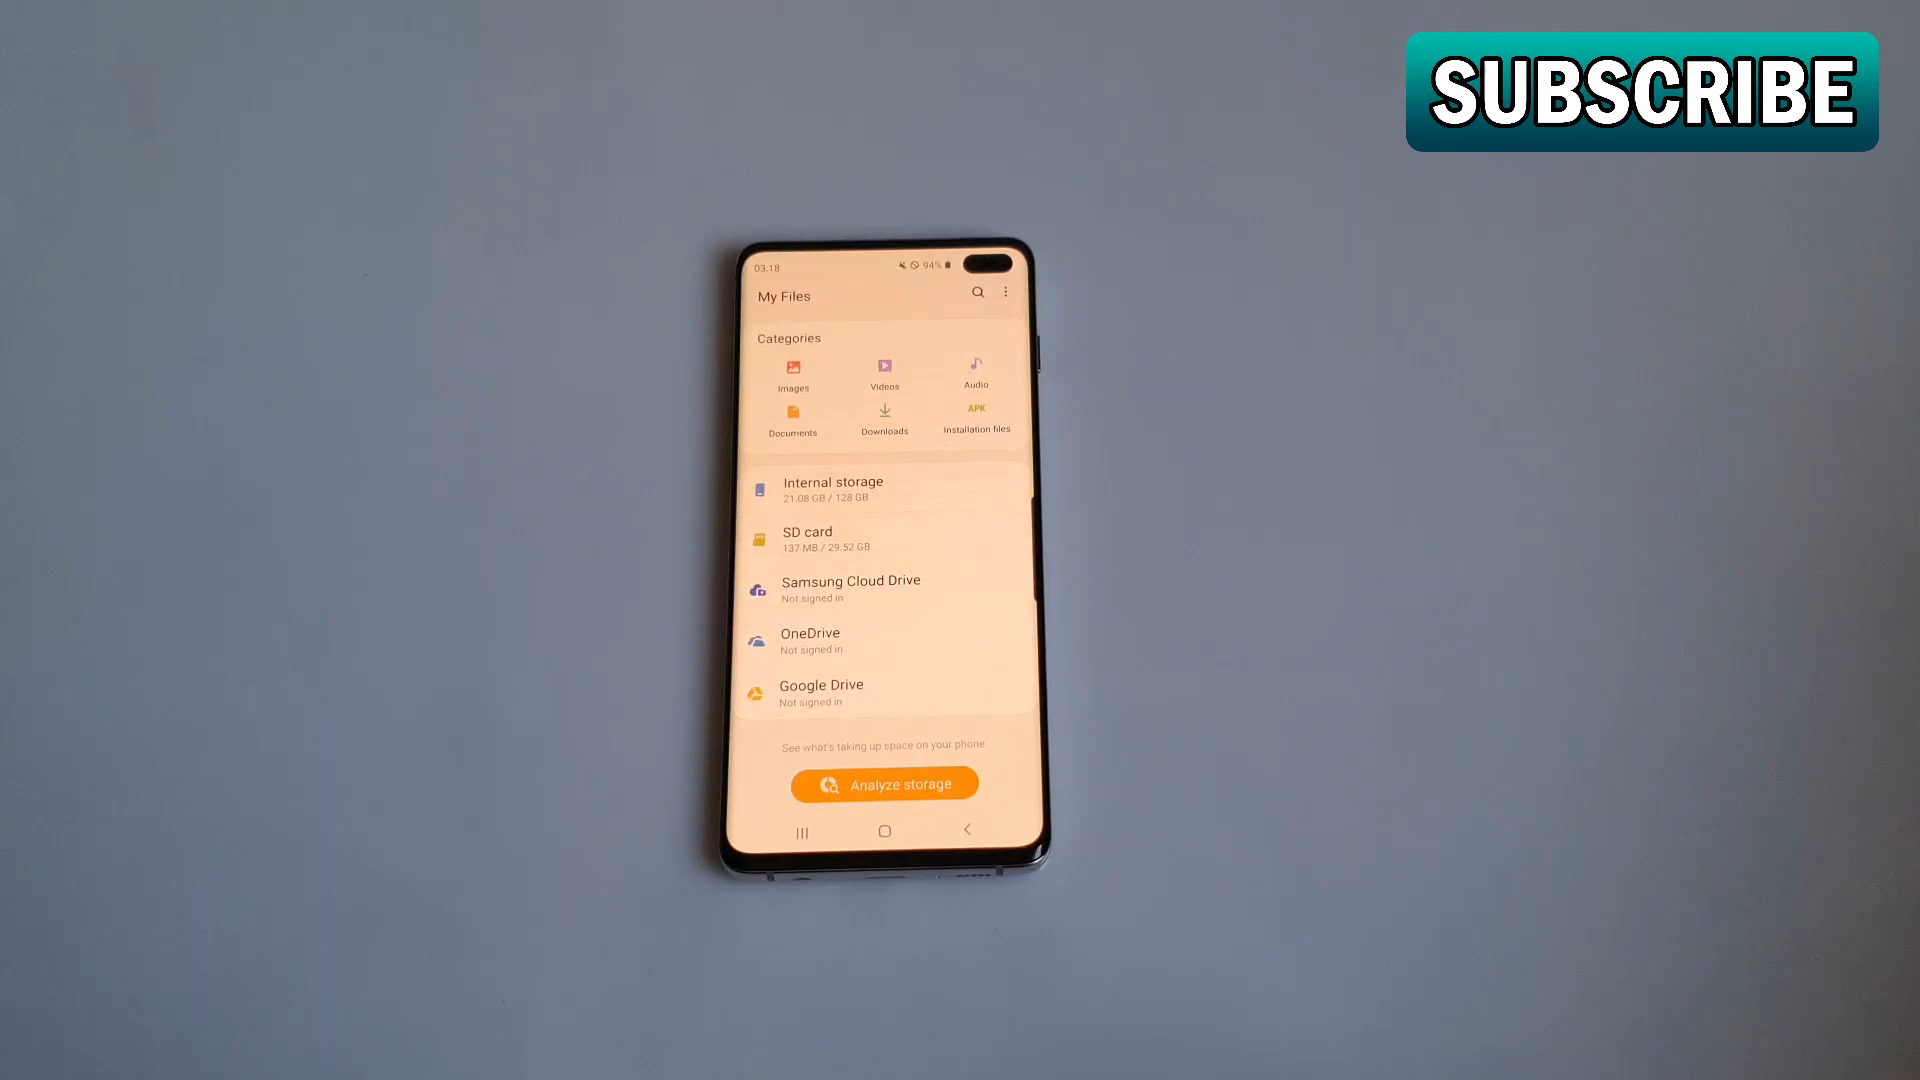 SUBSCRIBE
03:18
94%
My Files
Categories
Images
Videos
Audio
APK
Documents
Downloads
Installation files
Internal storage
21.08 GB / 128 GB
SD card
137 MB / 29.52 GB
Samsung Cloud Drive
Not signed in
OneDrive
Not signed in
Google Drive
Not signed in
See what's taking up space on your phone
Analyze storage